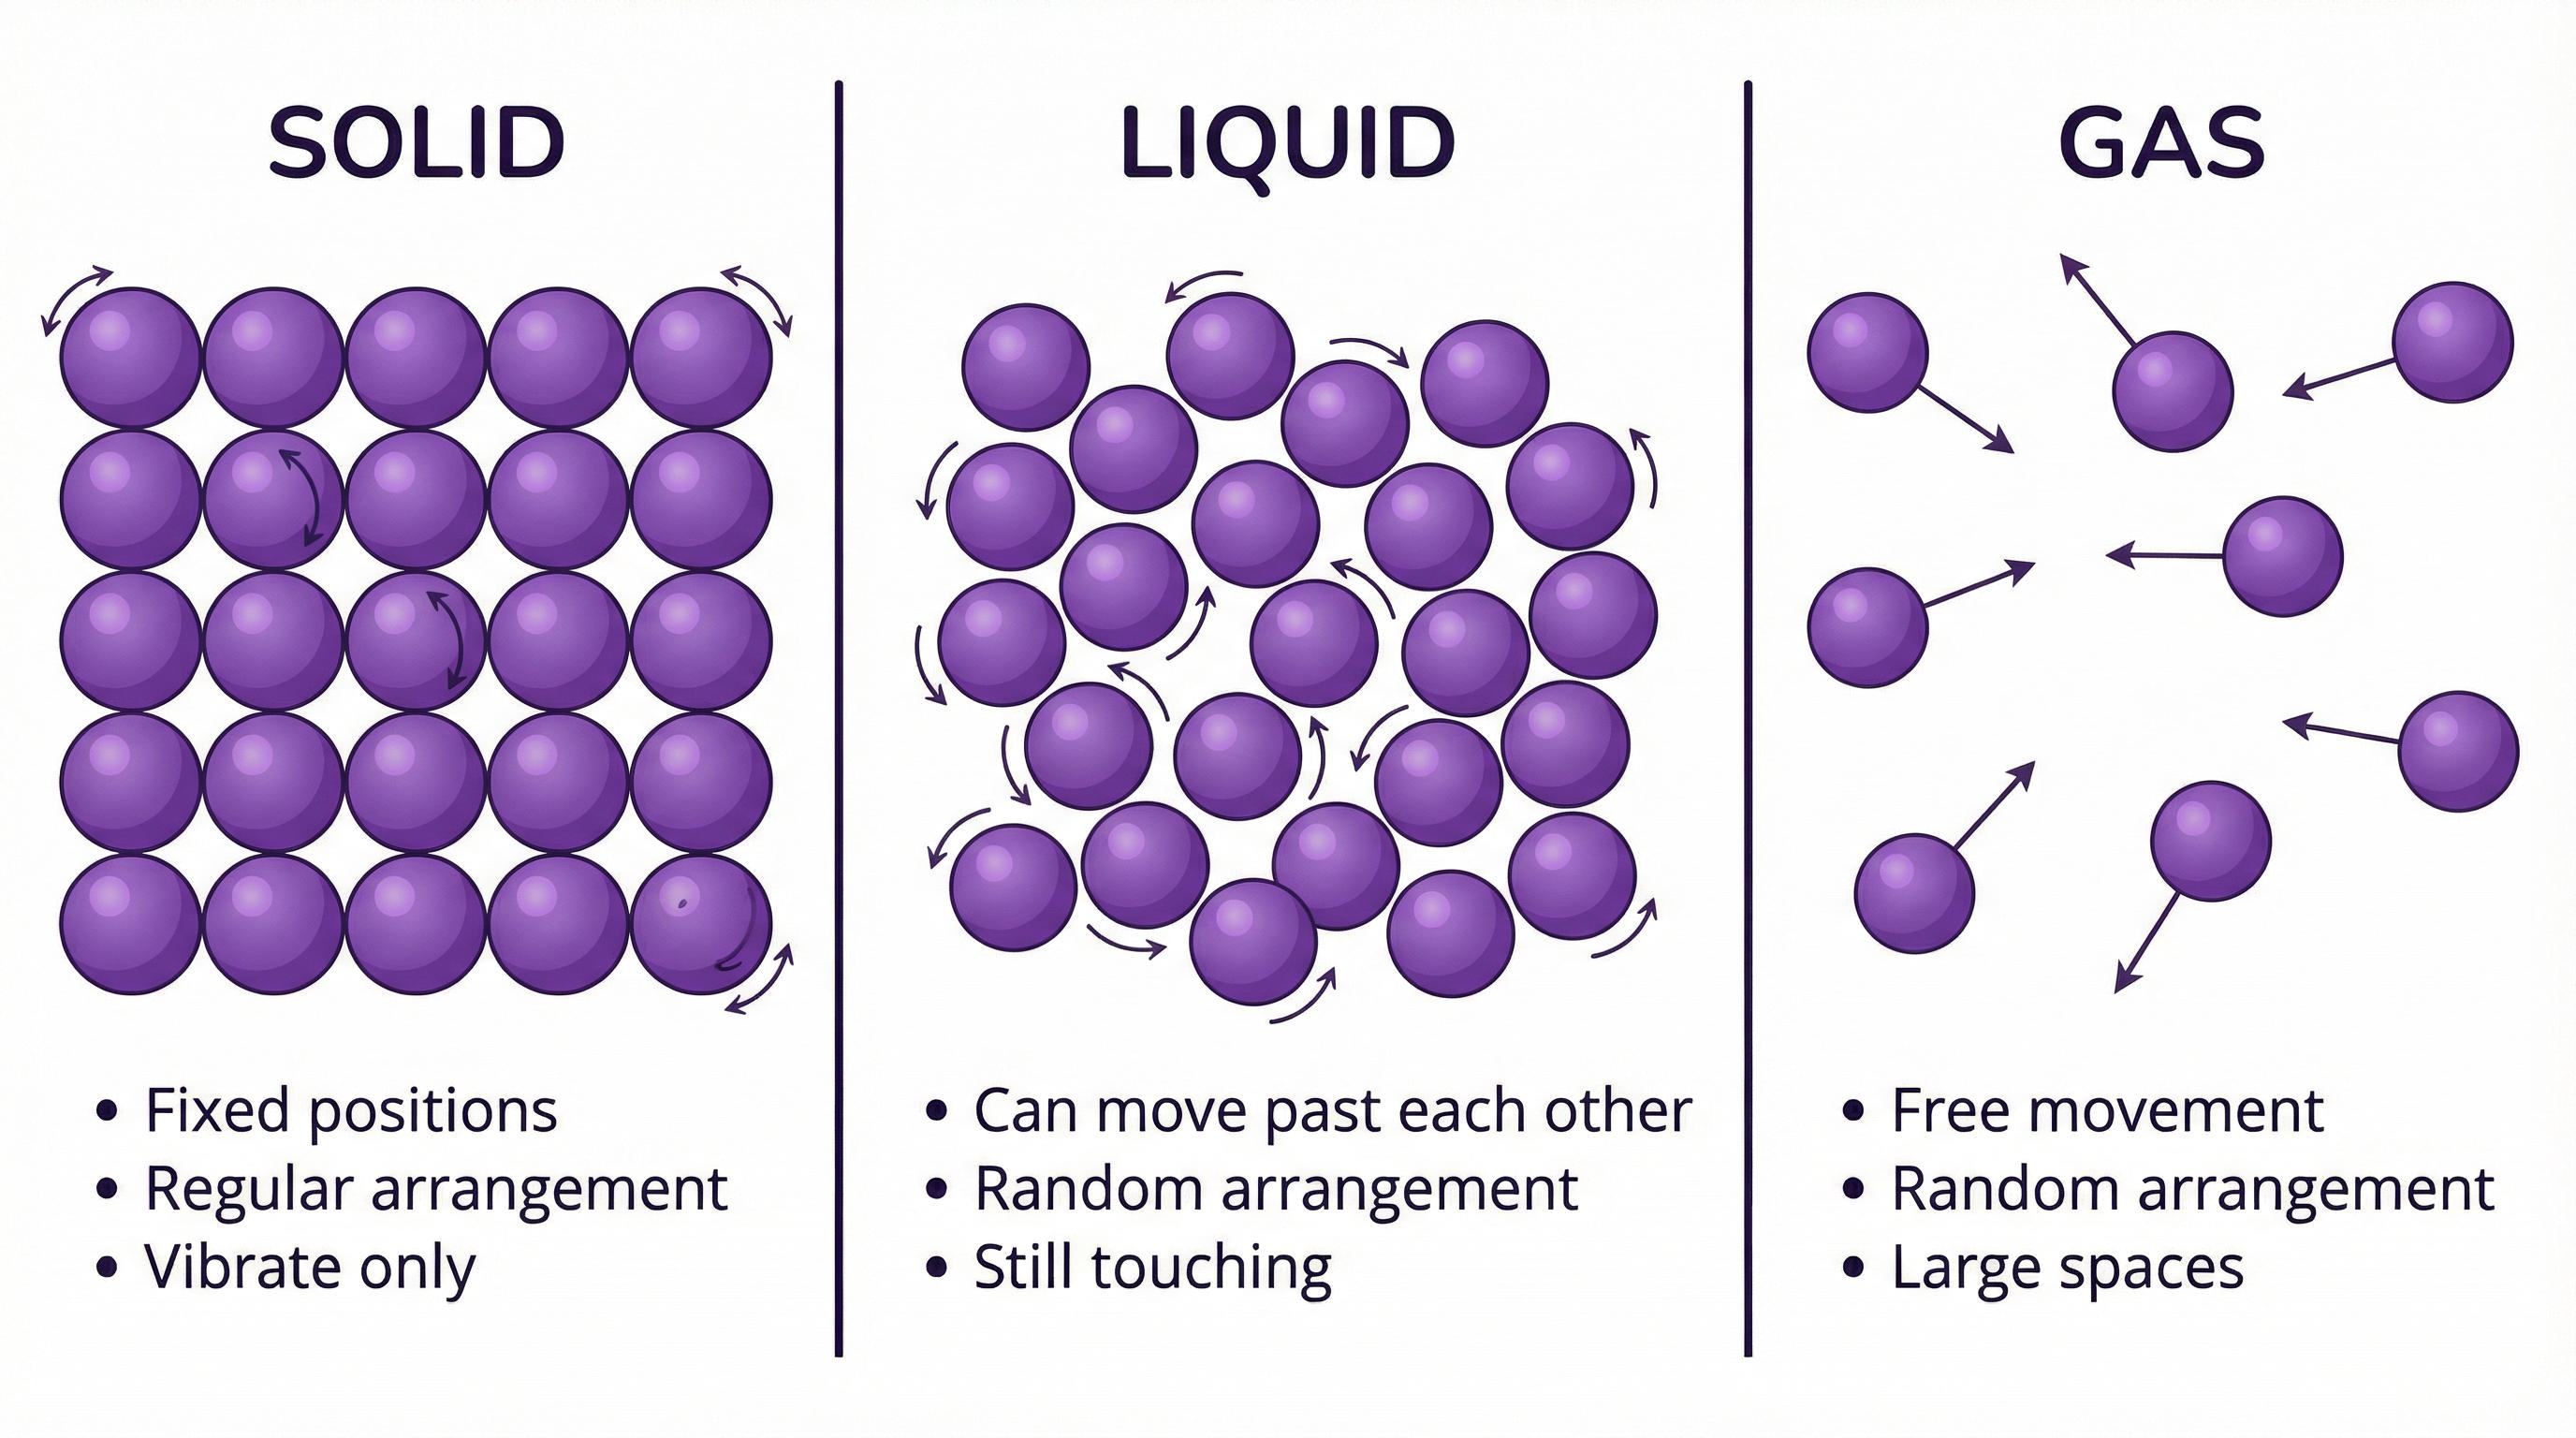 SOLID
• Fixed positions
• Regular arrangement
• Vibrate only
LIQUID
• Can move past each other
• Random arrangement
• Still touching
GAS
• Free movement
• Random arrangement
• Large spaces